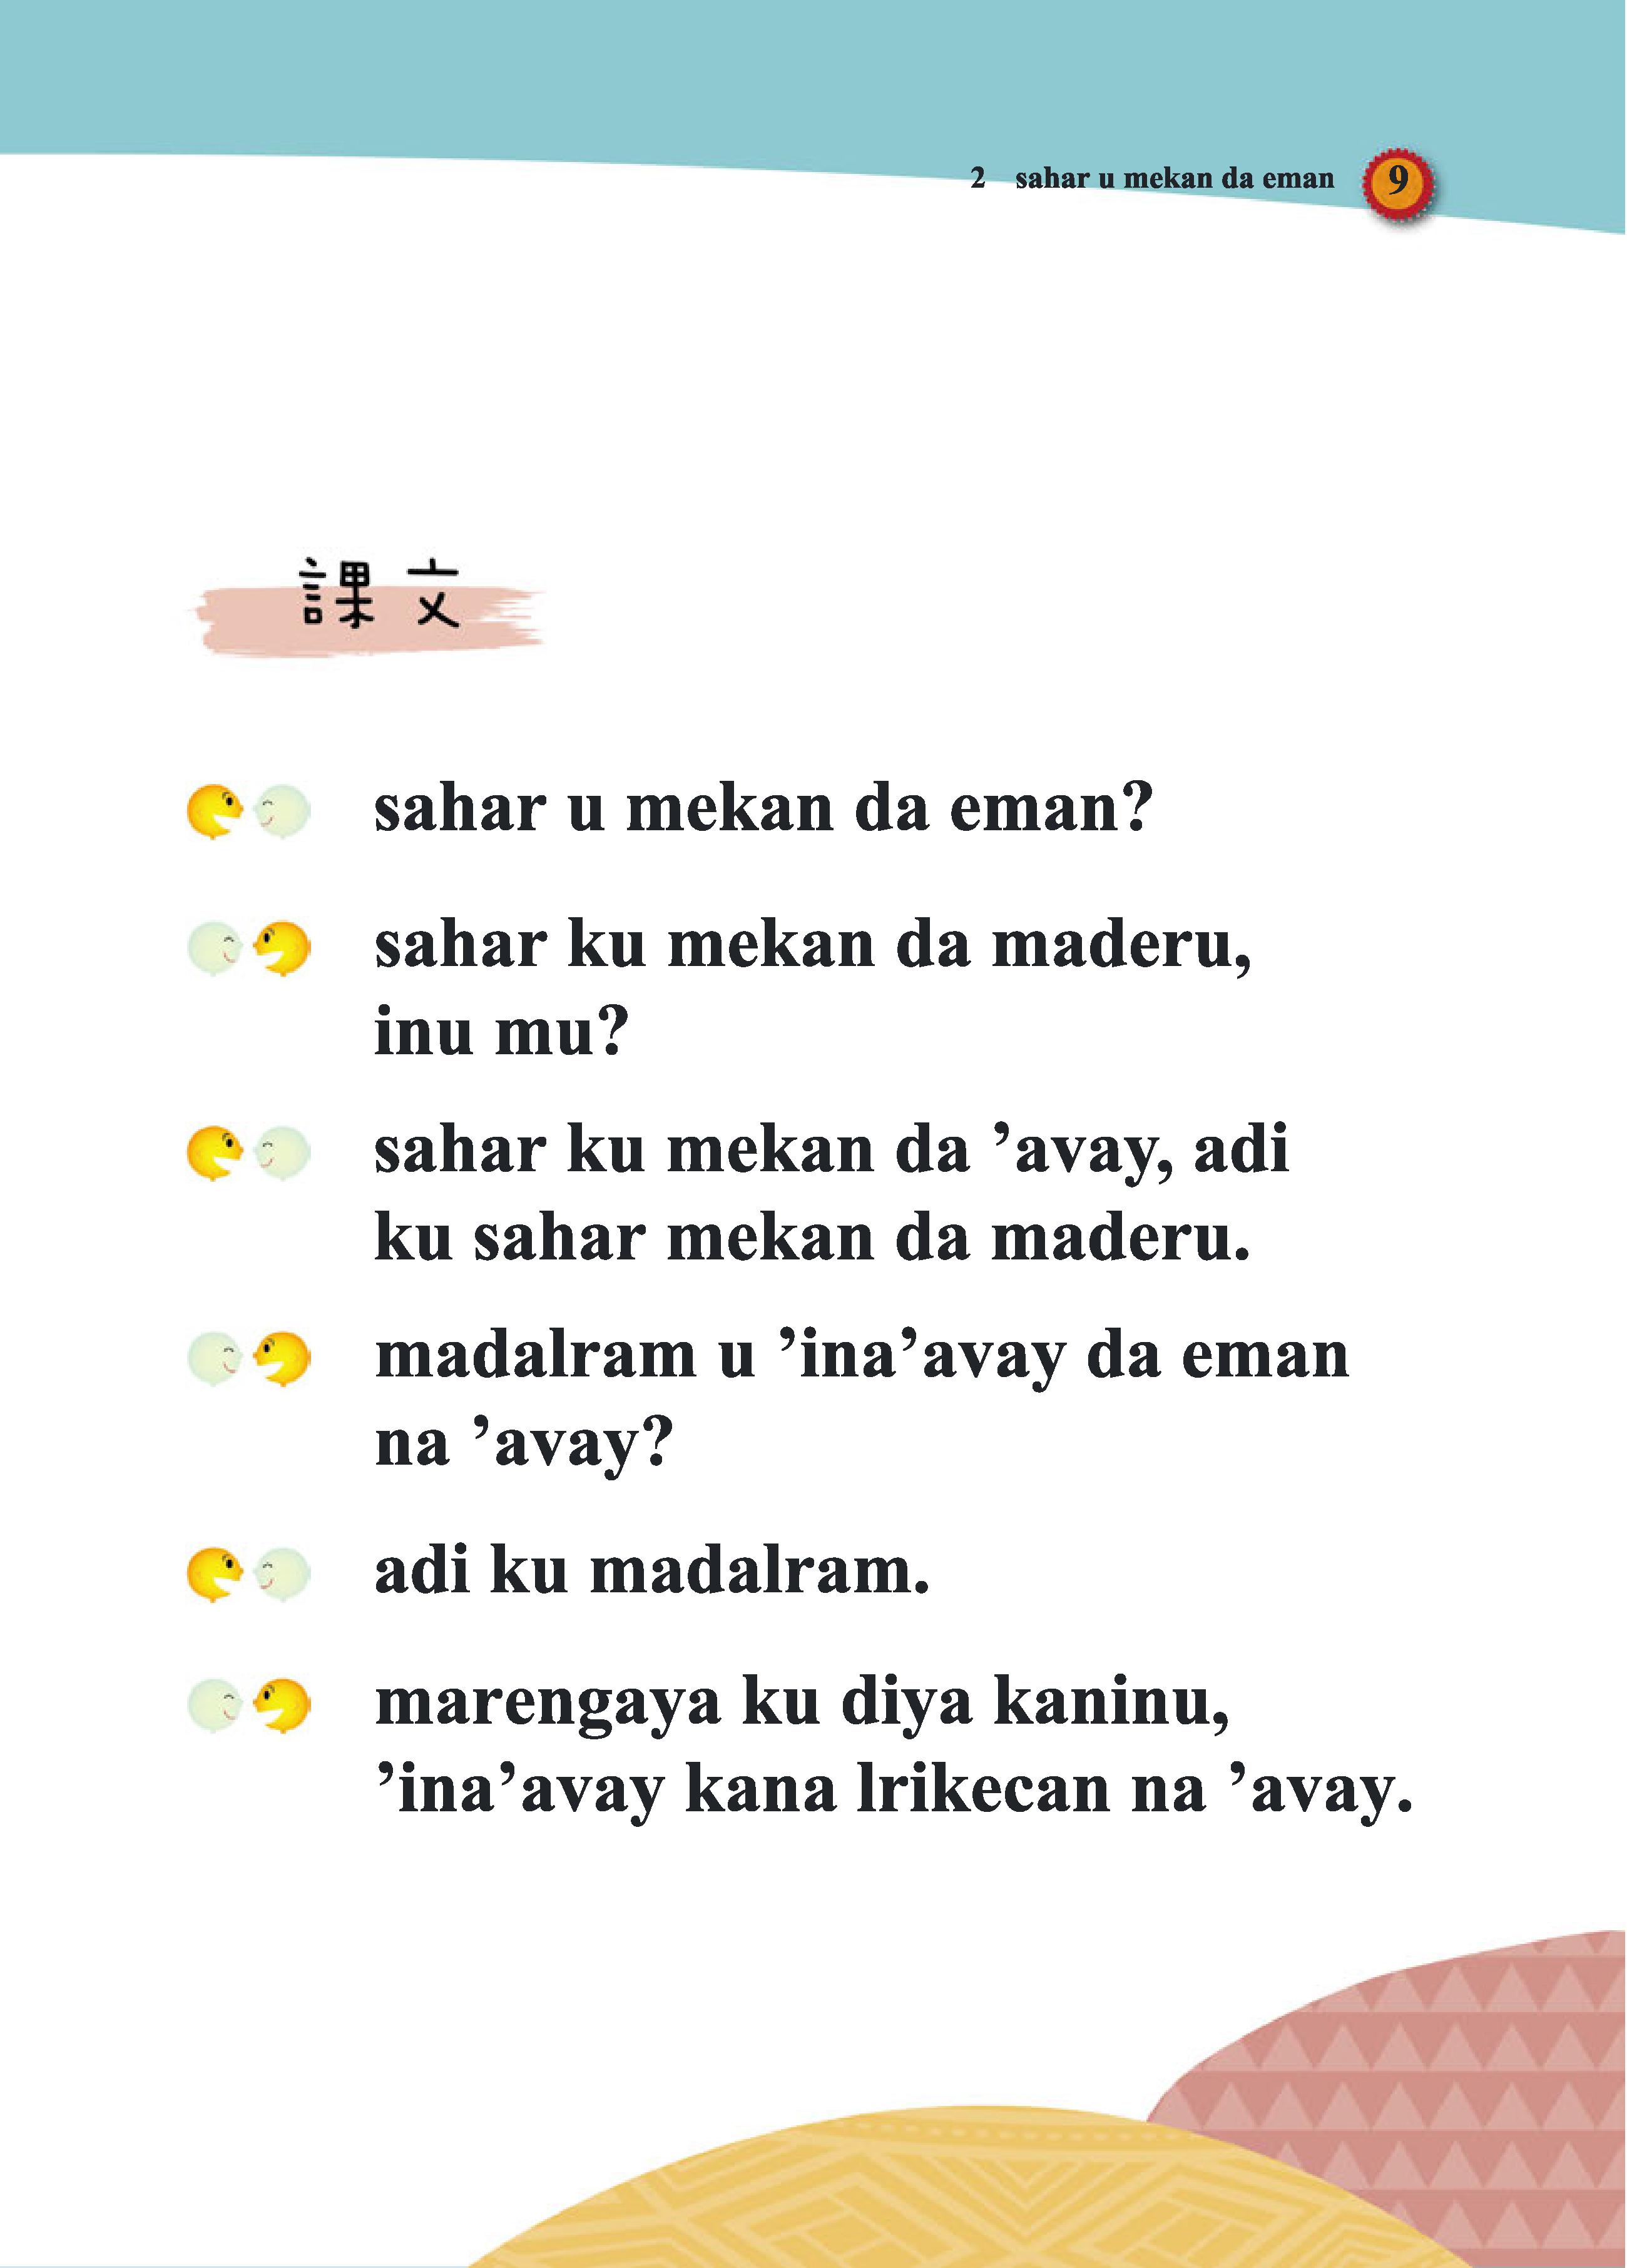 2 sahar u mekan da eman 9
課文
sahar u mekan da eman?
sahar ku mekan da maderu,
inu mu?
sahar ku mekan da ’avay, adi
ku sahar mekan da maderu.
madalram u ’ina’avay da eman
na ’avay?
adi ku madalram.
marengaya ku diya kaninu,
’ina’avay kana lrikecan na ’avay.